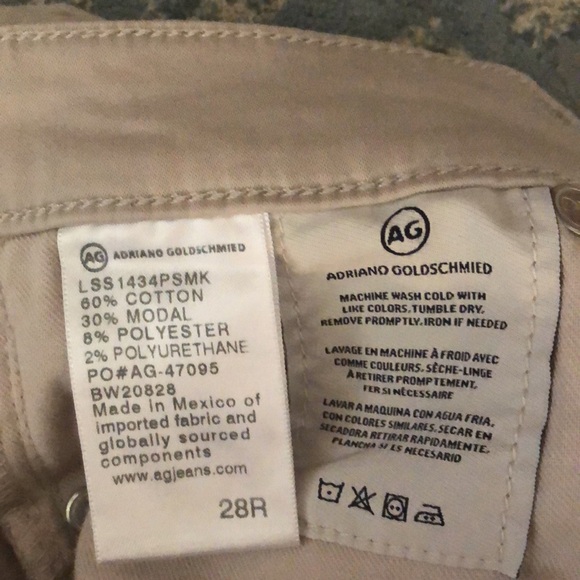 AG ADRIANO GOLDSCHMIED
LSS1434PSMK
60% COTTON
30% MODAL
8% POLYESTER
2% POLYURETHANE
PO#AG-47095
BW20828
Made in Mexico of
imported fabric and
globally sourced
components
www.agjeans.com
28R
AG
ADRIANO GOLDSCHMIED
MACHINE WASH COLD WITH
LIKE COLORS, TUMBLE DRY,
REMOVE PROMPTLY, IRON IF NEEDED
LAVAGE EN MACHINE À FROID AVEC
COMME COULEURS. SÈCHE-LINGE
À RETIRER PROMPTEMENT,
FER SI NÉCESSAIRE
LAVAR A MAQUINA CON AGUA FRIA,
CON COLORES SIMILARES, SECAR EN
SECADORA RETIRAR RAPIDAMENTE,
PLANCHA SI ES NECESARIO